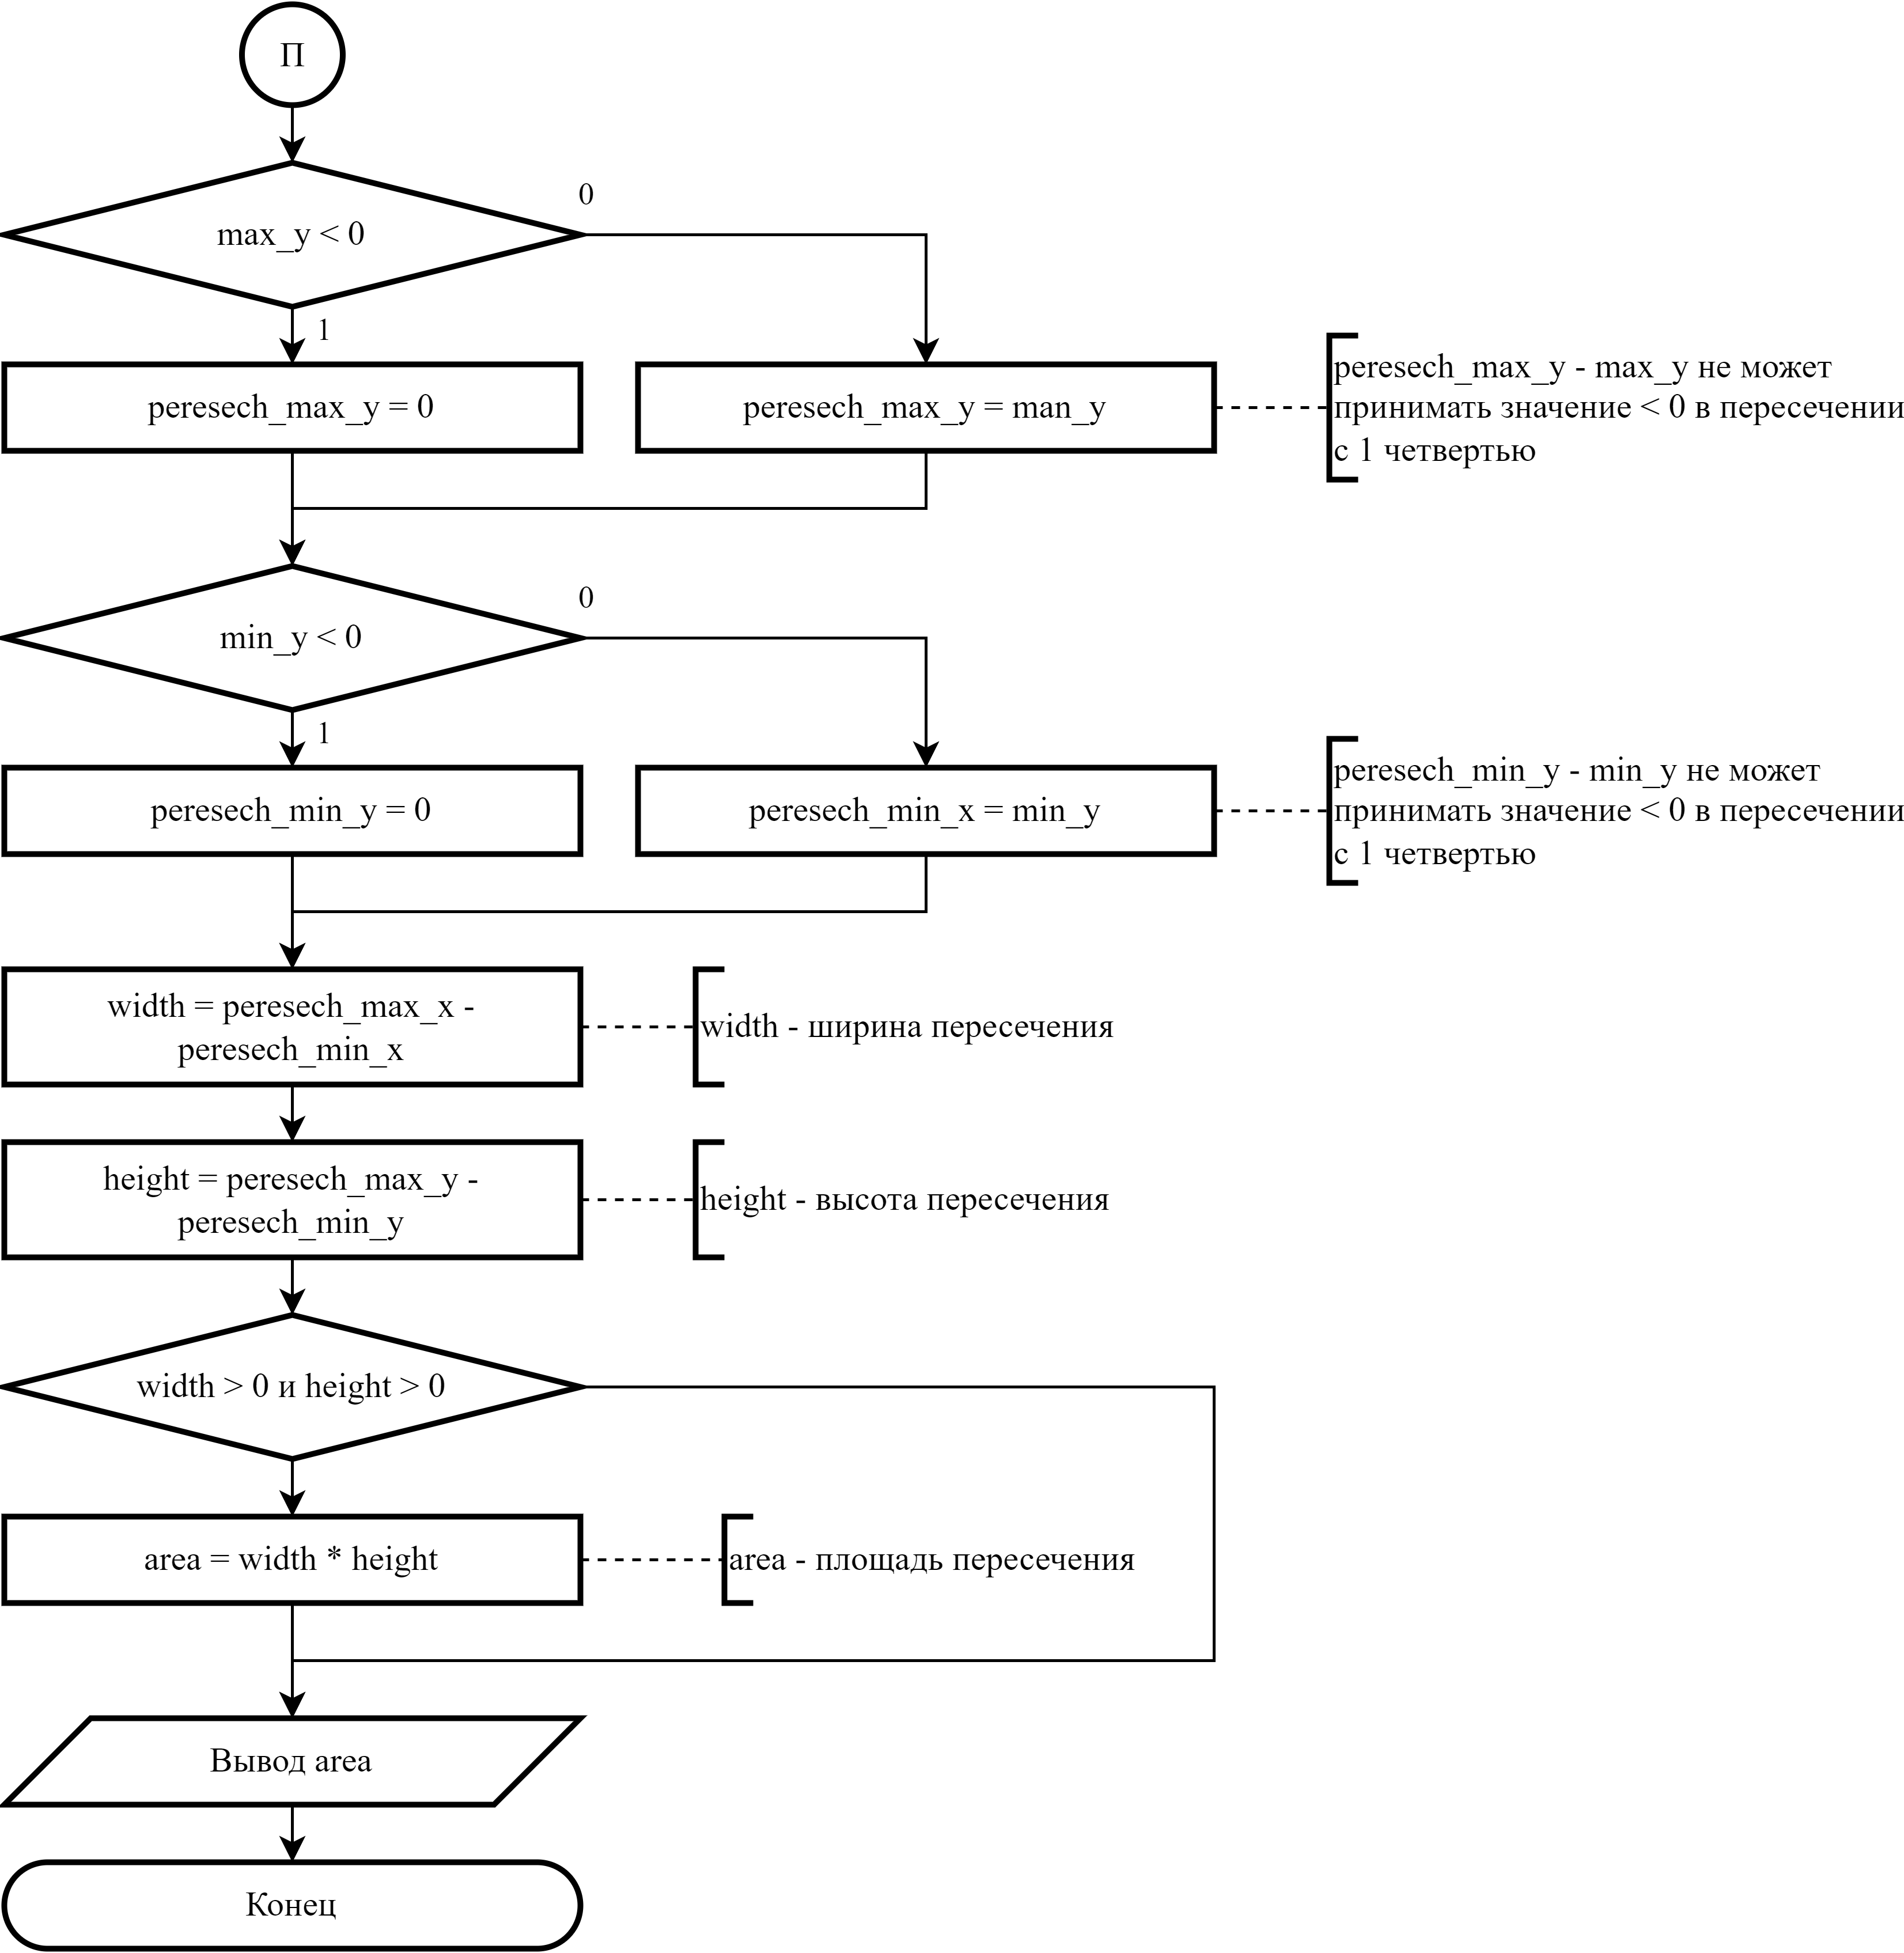 П
max_y < 0
0
1
peresech_max_y = 0
peresech_max_y = man_y
peresech_max_y - max_y не может
принимать значение < 0 в пересечении
с 1 четвертью
min_y < 0
0
1
peresech_min_y = 0
peresech_min_x = min_y
peresech_min_y - min_y не может
принимать значение < 0 в пересечении
с 1 четвертью
width = peresech_max_x -
peresech_min_x
width - ширина пересечения
height = peresech_max_y -
peresech_min_y
height - высота пересечения
width > 0 и height > 0
area = width * height
area - площадь пересечения
Вывод area
Конец